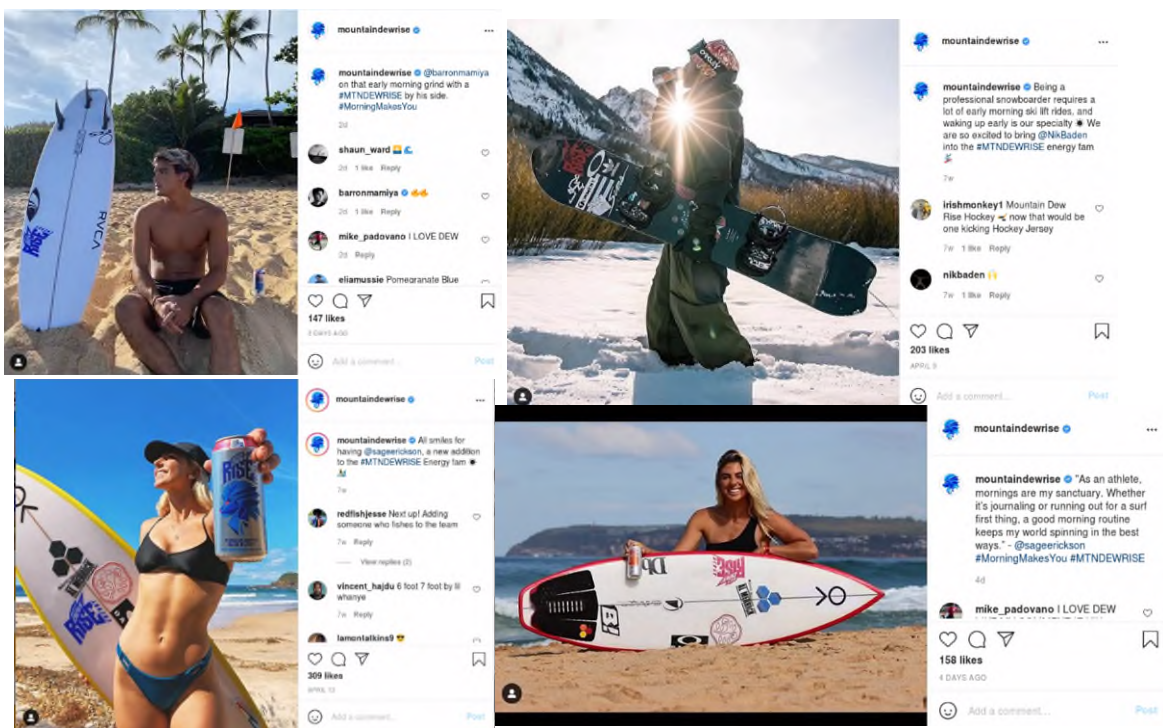 mountaindewrise
mountaindewrise @barronmamiya
on that early morning grind with a
#MTNDEWRISE by his side.
#MorningMakesYou
2d
shaun_ward
2d 1 like Reply
barronmamiya
2d 1 like Reply
mike_padovano I LOVE DEW
2d Reply
eliamussie Pomegranate Blue
147 likes
2 DAYS AGO
Add a comment...
Post
RVCA
RISE
mountaindewrise
mountaindewrise Being a
professional snowboarder requires a
lot of early morning ski lift rides, and
waking up early is our specialty ☀ We
are so excited to bring @NikBaden
into the #MTNDEWRISE energy fam
🏂
7w
irishmonkey1 Mountain Dew
Rise Hockey now that would be
one kicking Hockey Jersey
7w 1 like Reply
nikbaden 🙌
7w 1 like Reply
203 likes
APRIL 9
Add a comment...
Post
RISE
mountaindewrise
mountaindewrise All smiles for
having @sageerickson, a new addition
to the #MTNDEWRISE Energy fam ☀
7w
redfishjesse Next up! Adding
someone who fishes to the team
7w Reply
View replies (2)
vincent_hajdu 6 foot 7 foot by lil
whanye
7w Reply
lamontalkins9 😎
309 likes
APRIL 13
Add a comment...
Post
RISE
RISE
mountaindewrise
mountaindewrise "As an athlete,
mornings are my sanctuary. Whether
it's journaling or running out for a surf
first thing, a good morning routine
keeps my world spinning in the best
ways." - @sageerickson
#MorningMakesYou #MTNDEWRISE
4d
mike_padovano I LOVE DEW
158 likes
4 DAYS AGO
Add a comment...
Post
RISE